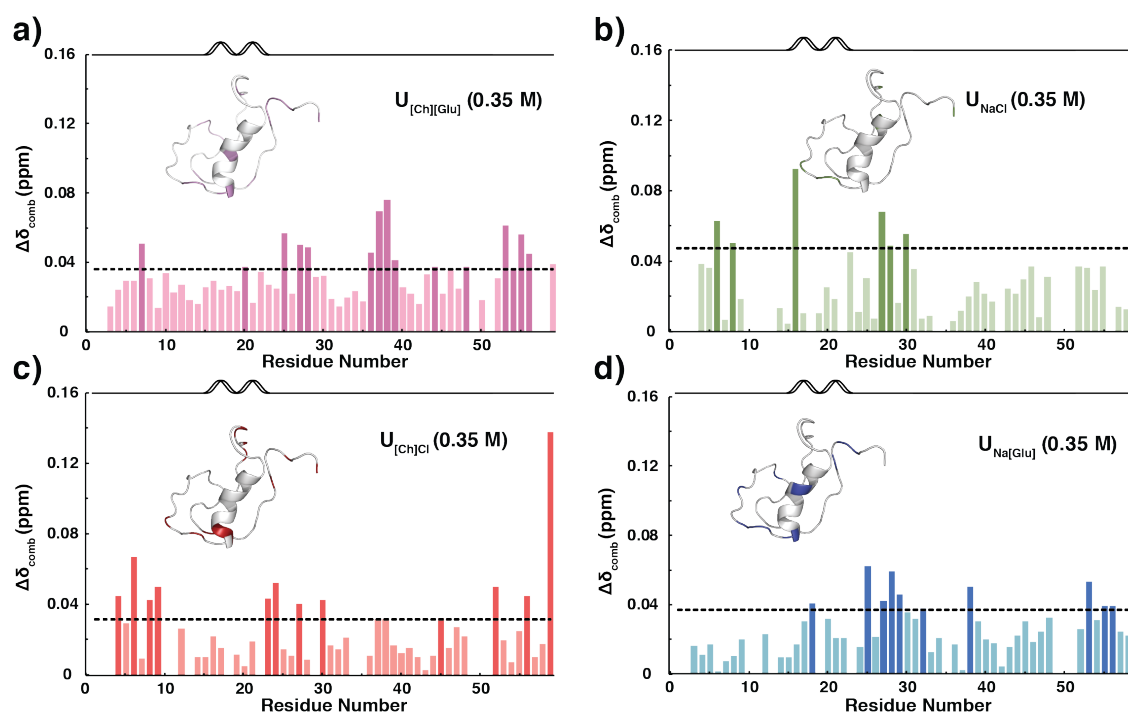 a)
0.16
0.12
0.08
0.04
0
Δδcomb (ppm)
U[Ch][Glu] (0.35 M)
0 10 20 30 40 50
Residue Number
b)
0.16
0.12
0.08
0.04
0
Δδcomb (ppm)
UNaCl (0.35 M)
0 10 20 30 40 50
Residue Number
c)
0.16
0.12
0.08
0.04
0
Δδcomb (ppm)
U[Ch]Cl (0.35 M)
0 10 20 30 40 50
Residue Number
d)
0.16
0.12
0.08
0.04
0
Δδcomb (ppm)
UNa[Glu] (0.35 M)
0 10 20 30 40 50
Residue Number